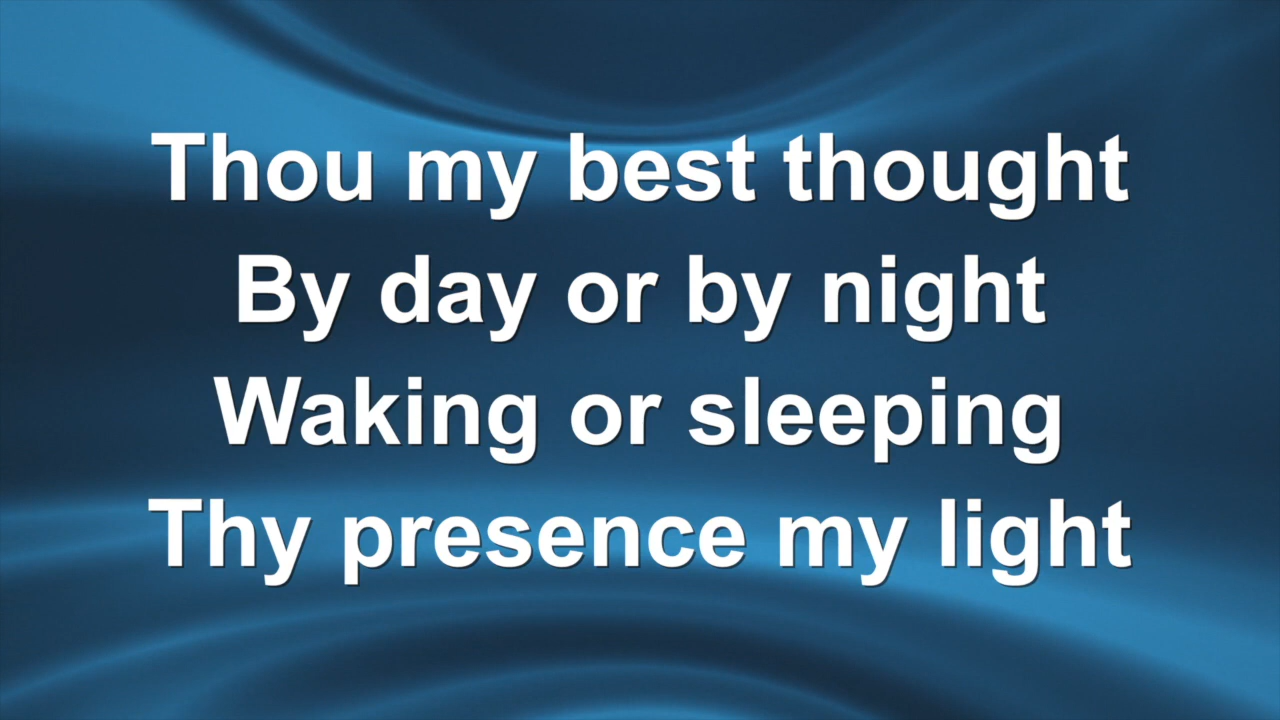 Thou my best thought
By day or by night
Waking or sleeping
Thy presence my light